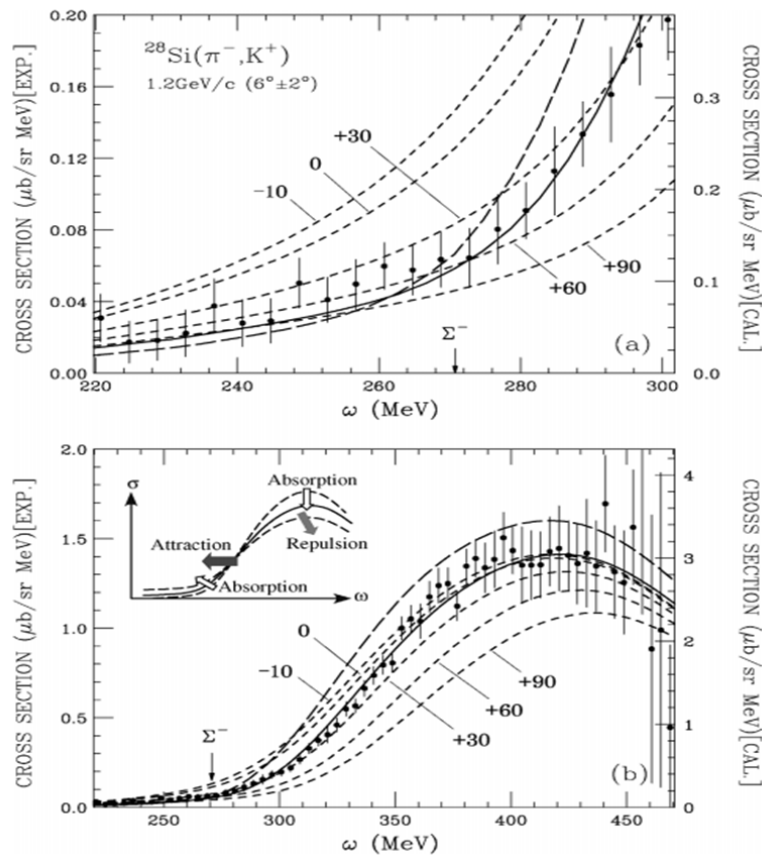 0.20
0.16
0.12
0.08
0.04
0.00
CROSS SECTION (μb/sr MeV)[EXP.]
²⁸Si(π⁻,K⁺)
1.2GeV/c (6°±2°)
−10
0
+30
+60
+90
Σ⁻
(a)
0.3
0.2
0.1
0.0
CROSS SECTION (μb/sr MeV)[CAL.]
220 240 260 280 300
ω (MeV)
2.0
1.5
1.0
0.5
0.0
CROSS SECTION (μb/sr MeV)[EXP.]
σ
Absorption
Attraction
Repulsion
Absorption
ω
0
−10
+90
+60
+30
Σ⁻
(b)
4
3
2
1
0
CROSS SECTION (μb/sr MeV)[CAL.]
250 300 350 400 450
ω (MeV)